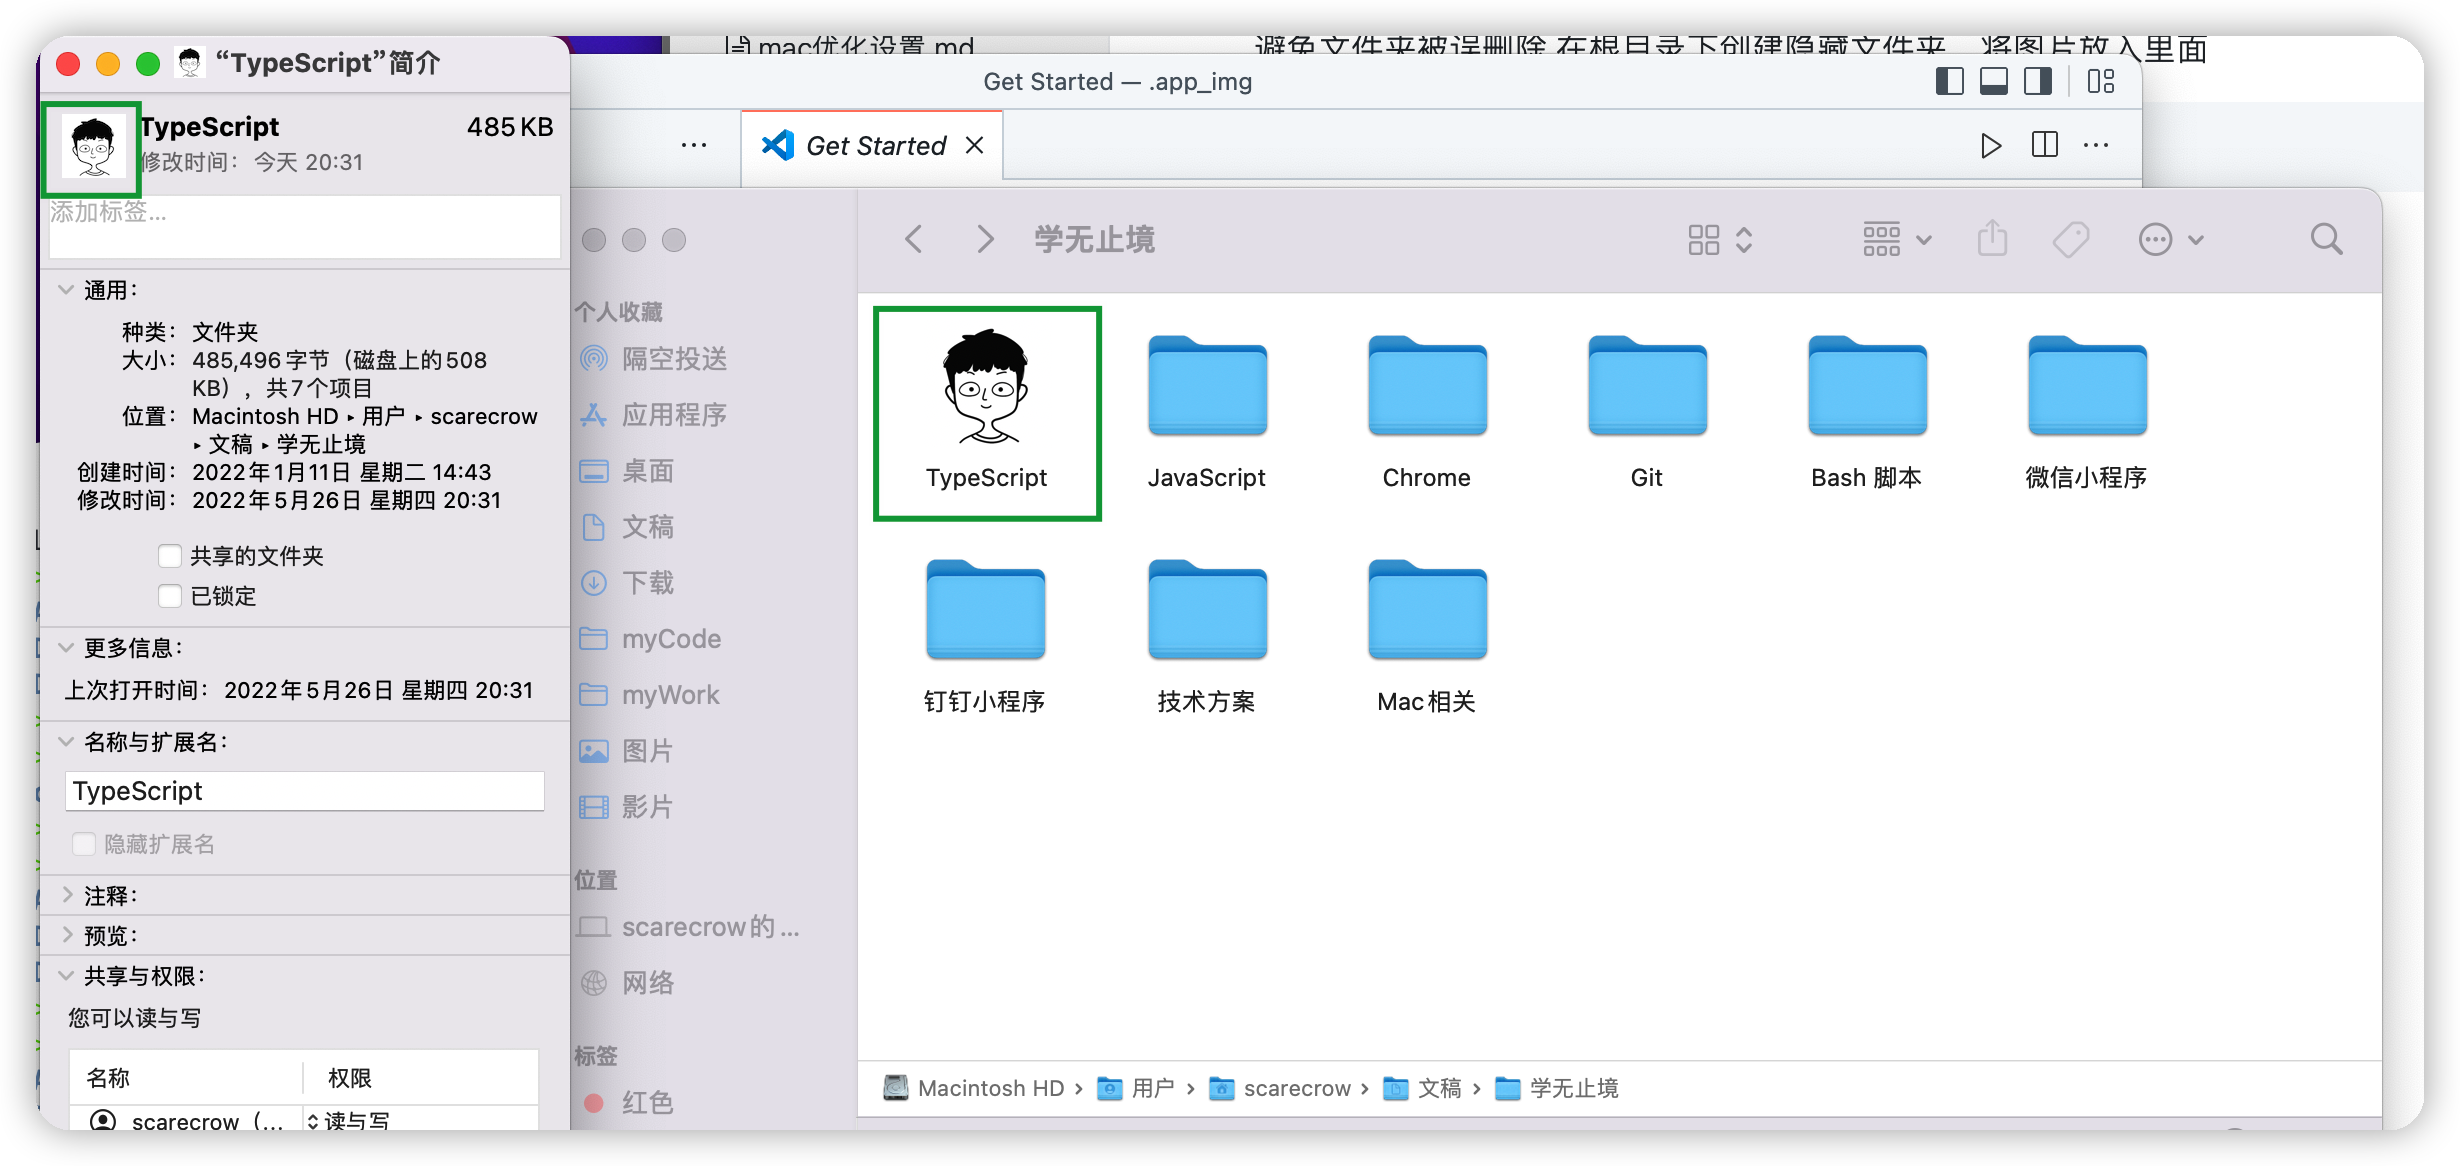 mac优化设置.md
避免文件夹被误删除,在根目录下创建隐藏文件夹，将图片放入里面
“TypeScript”简介
TypeScript
485 KB
修改时间： 今天 20:31
添加标签...
通用:
种类： 文件夹
大小： 485,496 字节（磁盘上的508
KB），共7个项目
位置： Macintosh HD ▸ 用户 ▸ scarecrow
▸ 文稿 ▸ 学无止境
创建时间： 2022年1月11日 星期二 14:43
修改时间： 2022年5月26日 星期四 20:31
共享的文件夹
已锁定
更多信息:
上次打开时间： 2022年5月26日 星期四 20:31
名称与扩展名:
TypeScript
隐藏扩展名
注释:
预览:
共享与权限:
您可以读与写
名称 权限
scarecrow（... 读与写
Get Started — .app_img
Get Started
学无止境
个人收藏
隔空投送
应用程序
桌面
文稿
下载
myCode
myWork
图片
影片
位置
scarecrow的...
网络
标签
红色
TypeScript JavaScript Chrome Git Bash 脚本 微信小程序
钉钉小程序 技术方案 Mac相关
Macintosh HD › 用户 › scarecrow › 文稿 › 学无止境